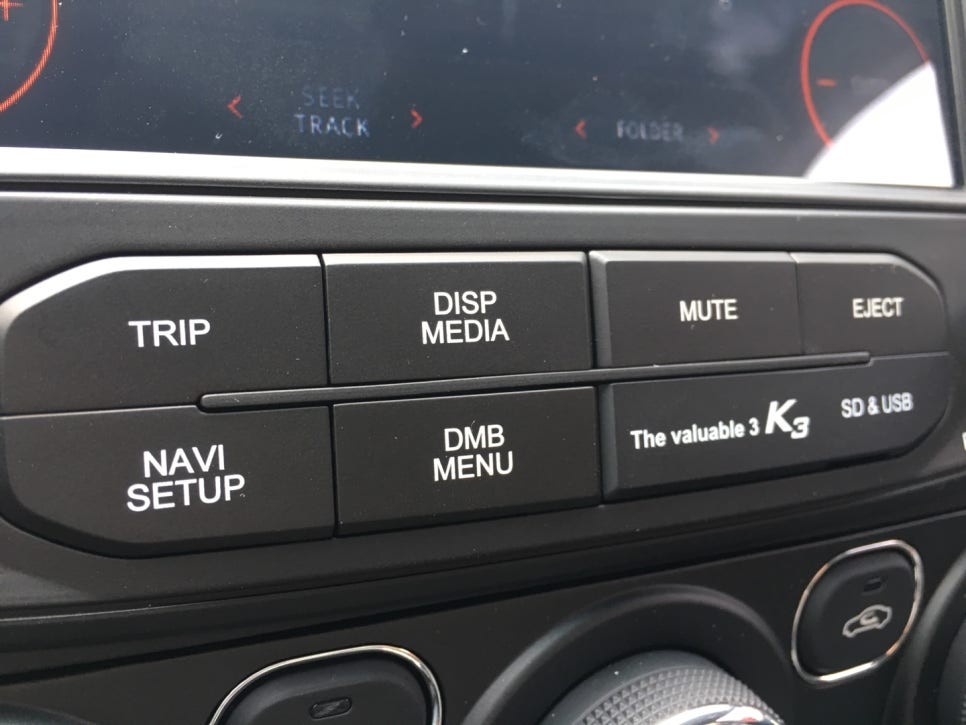 SEEK
TRACK
FOLDER
TRIP
DISP
MEDIA
MUTE
EJECT
NAVI
SETUP
DMB
MENU
The valuable 3 K3
SD & USB